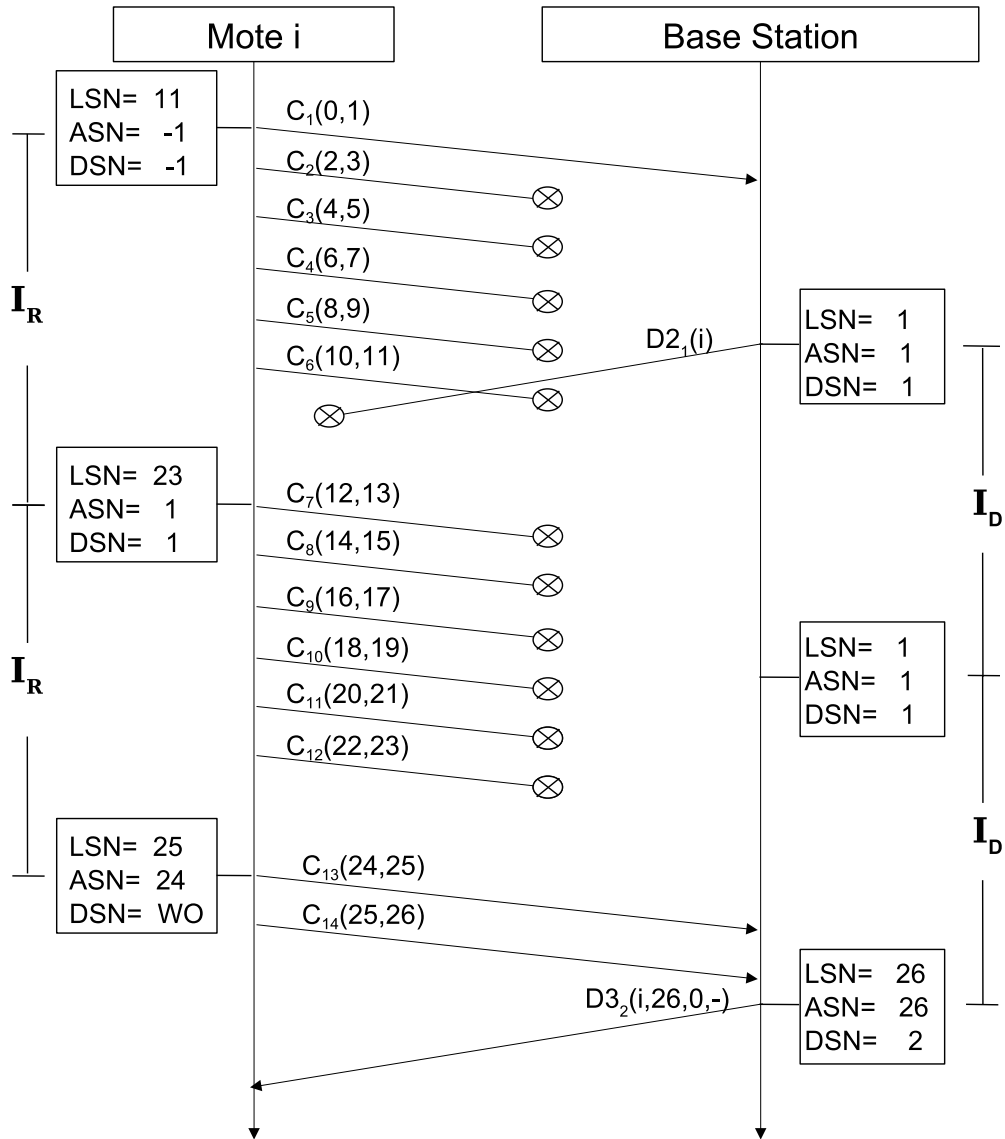 Mote i
Base Station
LSN= 11
ASN= -1
DSN= -1
C1(0,1)
C2(2,3)
C3(4,5)
C4(6,7)
C5(8,9)
C6(10,11)
IR
D21(i)
LSN= 1
ASN= 1
DSN= 1
LSN= 23
ASN= 1
DSN= 1
C7(12,13)
C8(14,15)
C9(16,17)
C10(18,19)
C11(20,21)
C12(22,23)
ID
IR
LSN= 1
ASN= 1
DSN= 1
ID
LSN= 25
ASN= 24
DSN= WO
C13(24,25)
C14(25,26)
D32(i,26,0,-)
LSN= 26
ASN= 26
DSN= 2